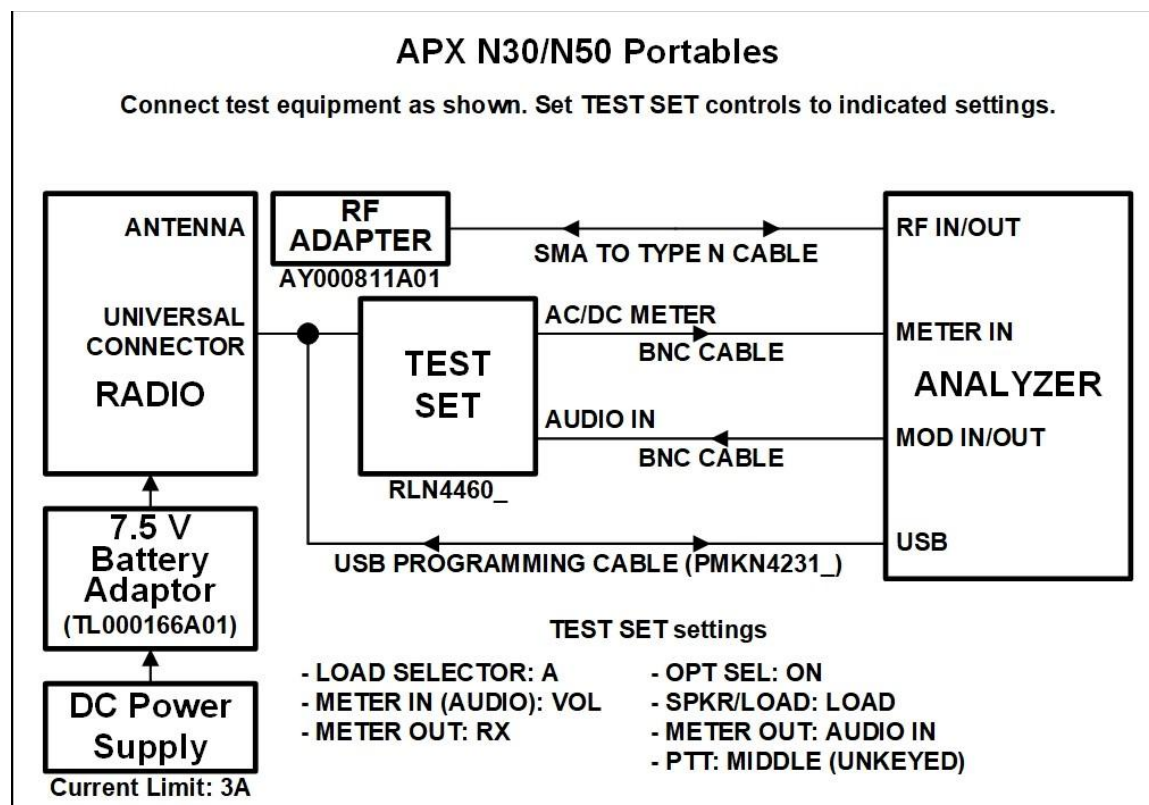 APX N30/N50 Portables
Connect test equipment as shown. Set TEST SET controls to indicated settings.
ANTENNA
UNIVERSAL
CONNECTOR
RADIO
RF
ADAPTER
AY000811A01
SMA TO TYPE N CABLE
RF IN/OUT
TEST
SET
RLN4460_
AC/DC METER
BNC CABLE
METER IN
ANALYZER
AUDIO IN
BNC CABLE
MOD IN/OUT
USB PROGRAMMING CABLE (PMKN4231_)
USB
7.5 V
Battery
Adaptor
(TL000166A01)
DC Power
Supply
Current Limit: 3A
TEST SET settings
- LOAD SELECTOR: A
- METER IN (AUDIO): VOL
- METER OUT: RX
- OPT SEL: ON
- SPKR/LOAD: LOAD
- METER OUT: AUDIO IN
- PTT: MIDDLE (UNKEYED)